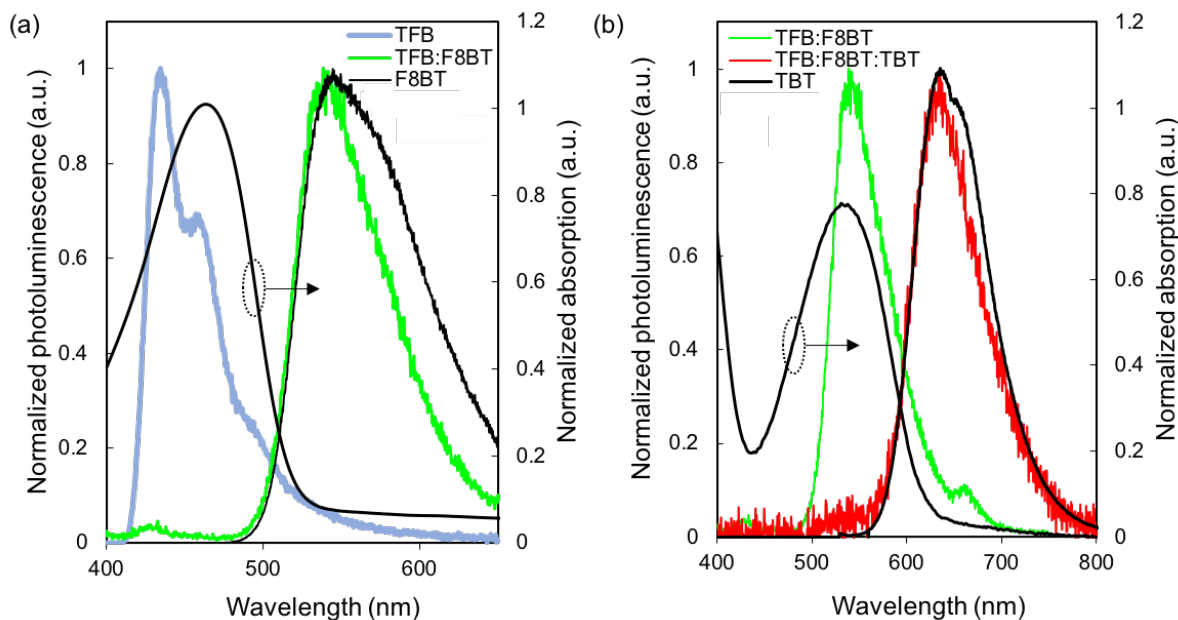 (a)
TFB
TFB:F8BT
F8BT
Normalized photoluminescence (a.u.)
1
0.8
0.6
0.4
0.2
0
1.2
1
0.8
0.6
0.4
0.2
0
Normalized absorption (a.u.)
400 500 600
Wavelength (nm)
(b)
TFB:F8BT
TFB:F8BT:TBT
TBT
Normalized photoluminescence (a.u.)
1
0.8
0.6
0.4
0.2
0
1.2
1
0.8
0.6
0.4
0.2
0
Normalized absorption (a.u.)
400 500 600 700 800
Wavelength (nm)